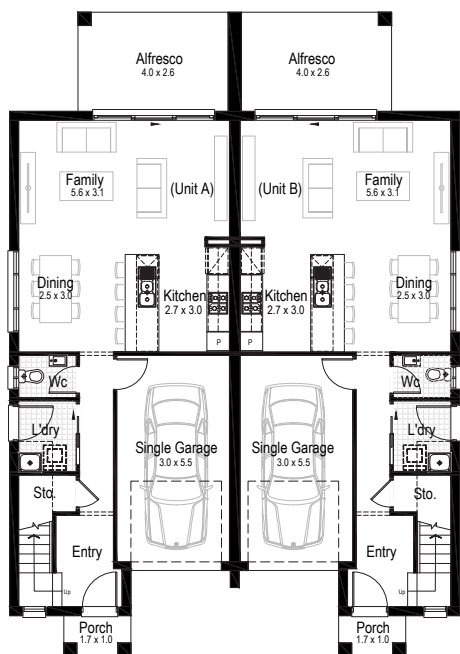 Alfresco
4.0 x 2.6
Alfresco
4.0 x 2.6
Family
5.6 x 3.1
(Unit A)
(Unit B)
Family
5.6 x 3.1
Dining
2.5 x 3.0
Kitchen
2.7 x 3.0
Kitchen
2.7 x 3.0
Dining
2.5 x 3.0
P
P
Wc
Wc
L'dry
L'dry
Single Garage
3.0 x 5.5
Single Garage
3.0 x 5.5
Sto.
Sto.
Entry
Entry
Up
Up
Porch
1.7 x 1.0
Porch
1.7 x 1.0